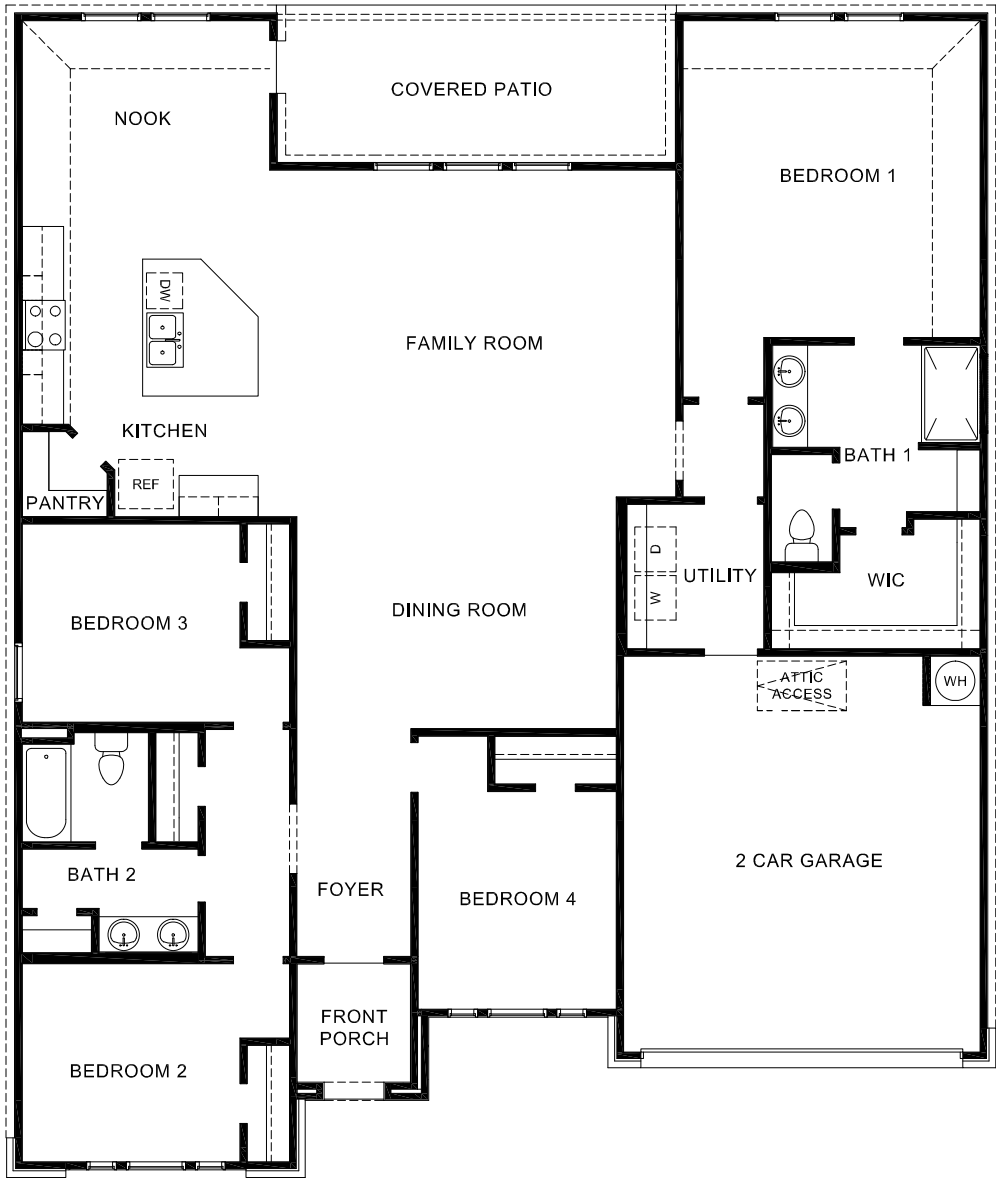 COVERED PATIO
NOOK
BEDROOM 1
DW
FAMILY ROOM
KITCHEN
BATH 1
REF
PANTRY
D
W
UTILITY
WIC
DINING ROOM
BEDROOM 3
ATTIC
ACCESS
WH
2 CAR GARAGE
BATH 2
FOYER
BEDROOM 4
FRONT
PORCH
BEDROOM 2